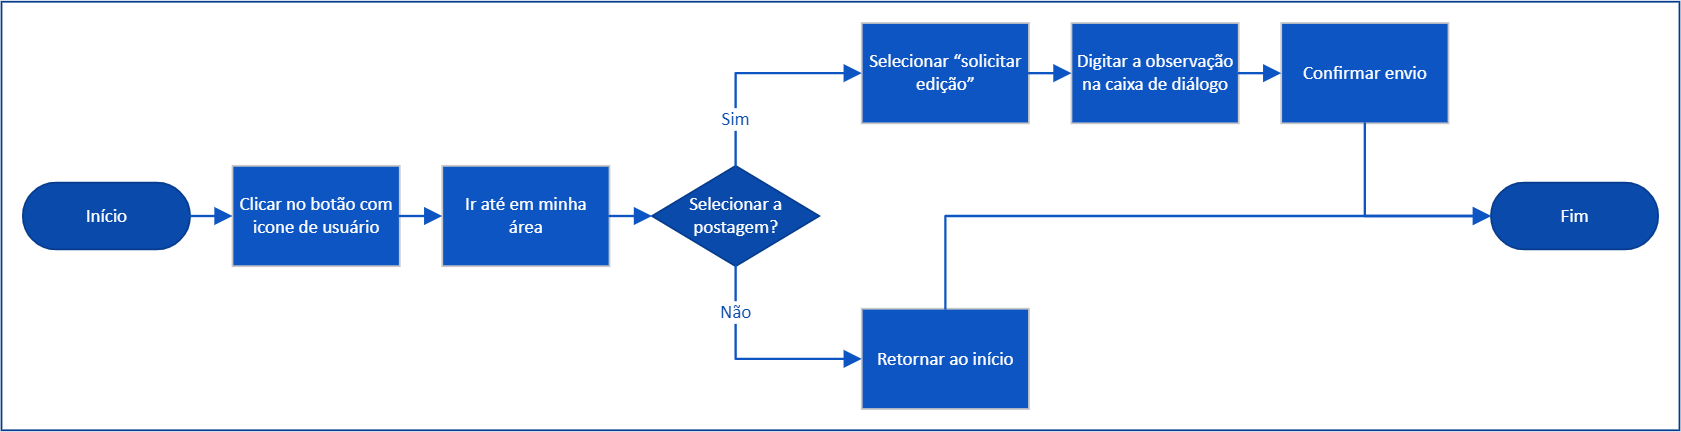 Início
Clicar no botão com
icone de usuário
Ir até em minha
área
Selecionar a
postagem?
Sim
Selecionar “solicitar
edição”
Digitar a observação
na caixa de diálogo
Confirmar envio
Não
Retornar ao início
Fim